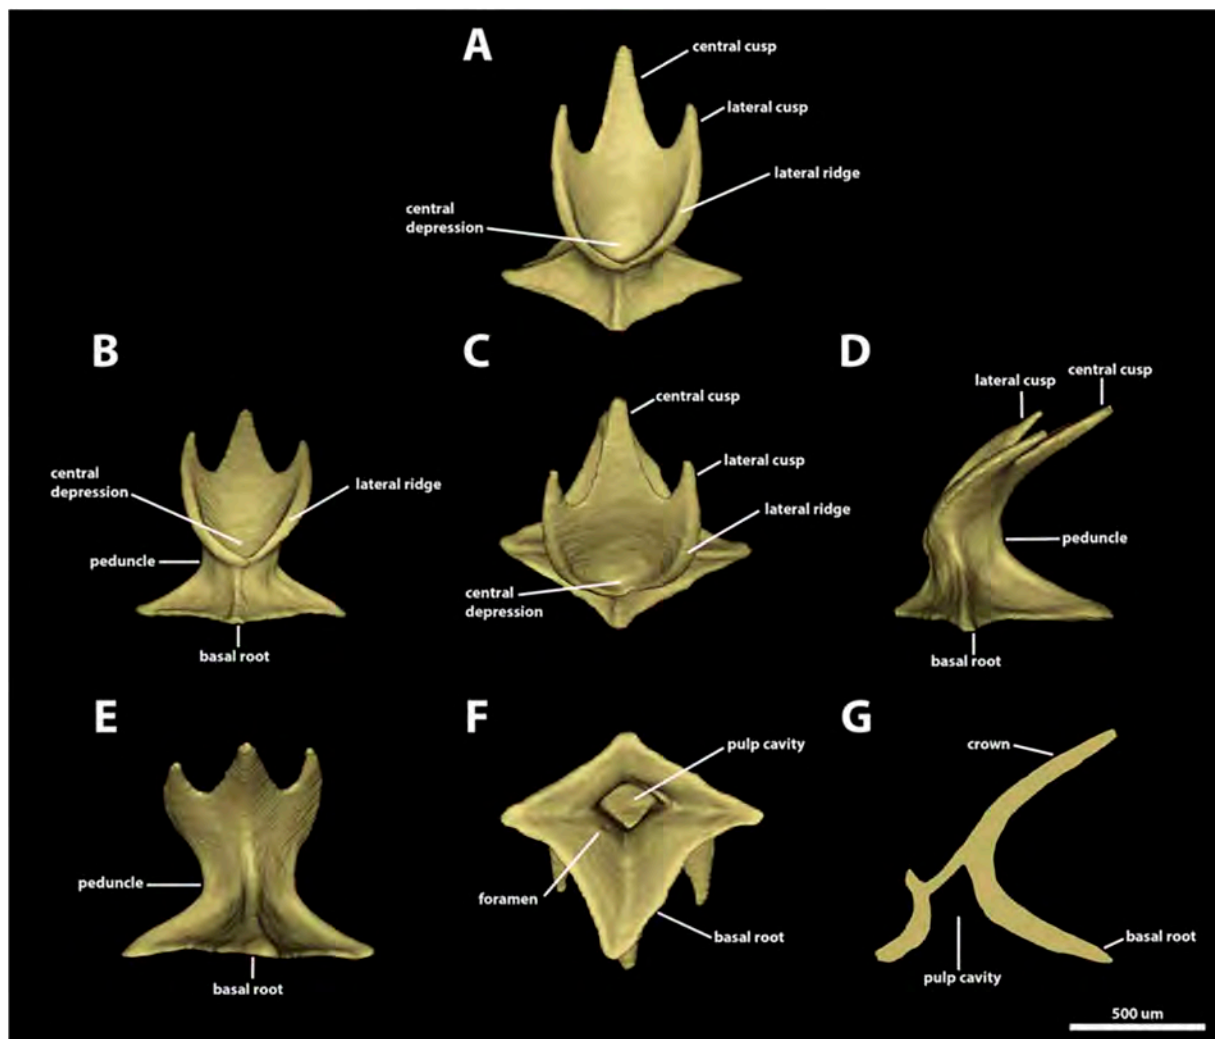 A
central cusp
lateral cusp
lateral ridge
central
depression
B
central
depression
lateral ridge
peduncle
basal root
C
central cusp
lateral cusp
lateral ridge
central
depression
D
lateral cusp
central cusp
peduncle
basal root
E
peduncle
basal root
F
pulp cavity
foramen
basal root
G
crown
basal root
pulp cavity
500 um